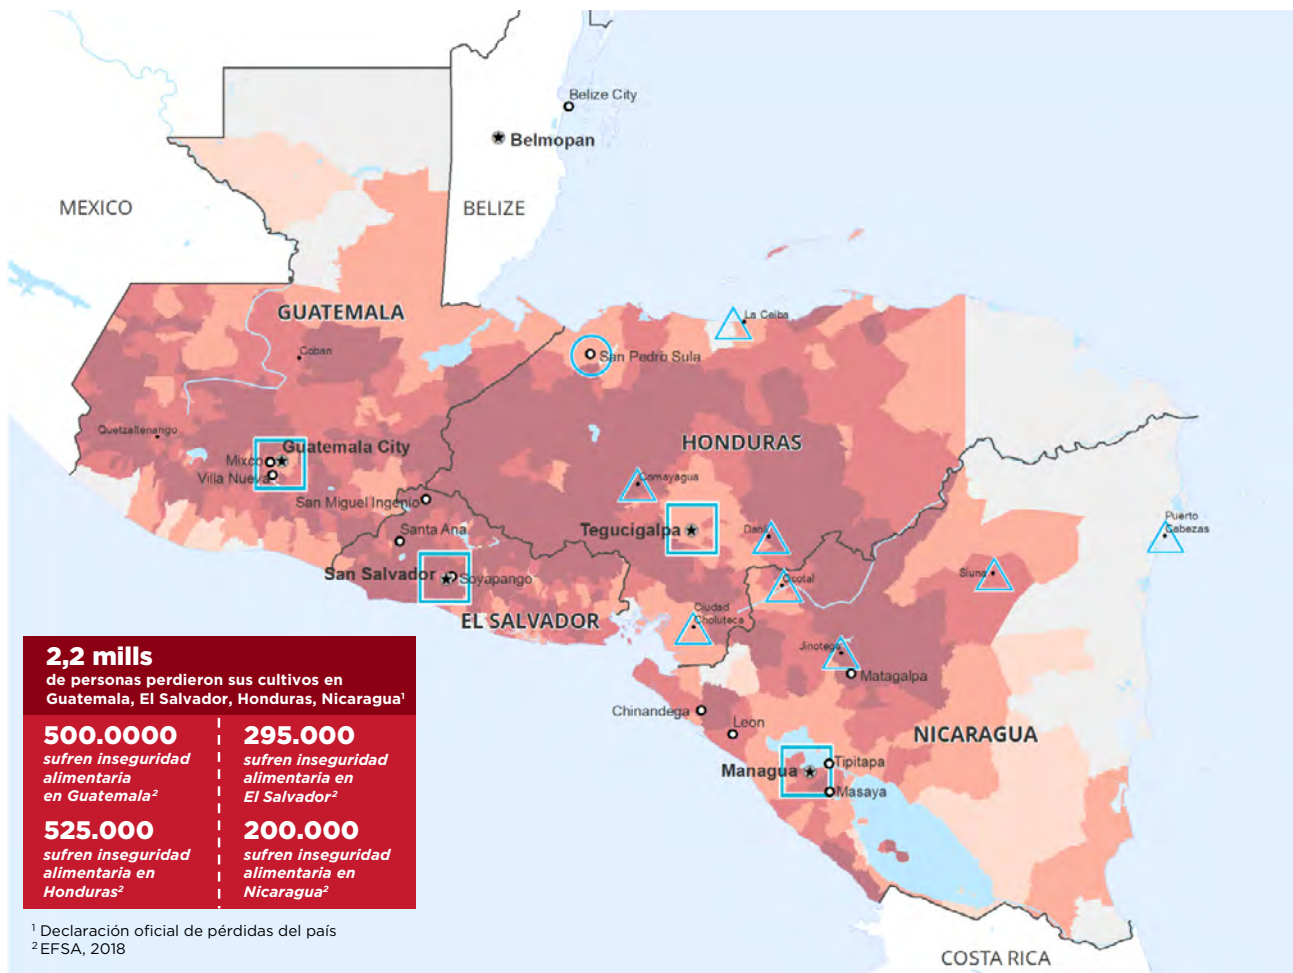 Belize City
Belmopan
MEXICO
BELIZE
GUATEMALA
La Ceiba
Coban
San Pedro Sula
Quetzaltenango
Guatemala City
HONDURAS
Mixco
Villa Nueva
Comayagua
San Miguel Ingenio
Puerto
Cabezas
Santa Ana
Tegucigalpa
Danli
San Salvador
Soyapango
Ocotal
Siuna
EL SALVADOR
Ciudad
Choluteca
Jinotega
Matagalpa
Chinandega
Leon
NICARAGUA
Managua
Tipitapa
Masaya
COSTA RICA
2,2 mills
de personas perdieron sus cultivos en
Guatemala, El Salvador, Honduras, Nicaragua¹
500.0000
sufren inseguridad
alimentaria
en Guatemala²
295.000
sufren inseguridad
alimentaria en
El Salvador²
525.000
sufren inseguridad
alimentaria en
Honduras²
200.000
sufren inseguridad
alimentaria en
Nicaragua²
¹ Declaración oficial de pérdidas del país
² EFSA, 2018